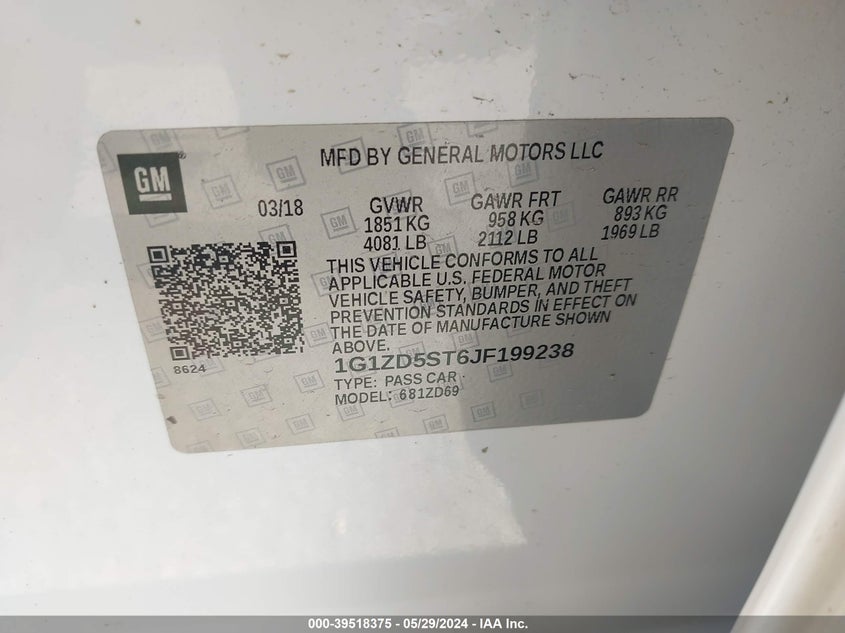 GM
MFD BY GENERAL MOTORS LLC
03/18
GVWR
1851 KG
4081 LB
GAWR FRT
958 KG
2112 LB
GAWR RR
893 KG
1969 LB
THIS VEHICLE CONFORMS TO ALL
APPLICABLE U.S. FEDERAL MOTOR
VEHICLE SAFETY, BUMPER, AND THEFT
PREVENTION STANDARDS IN EFFECT ON
THE DATE OF MANUFACTURE SHOWN
ABOVE.
8624
1G1ZD5ST6JF199238
TYPE: PASS CAR
MODEL: 681ZD69
000-39518375 - 05/29/2024 - IAA Inc.